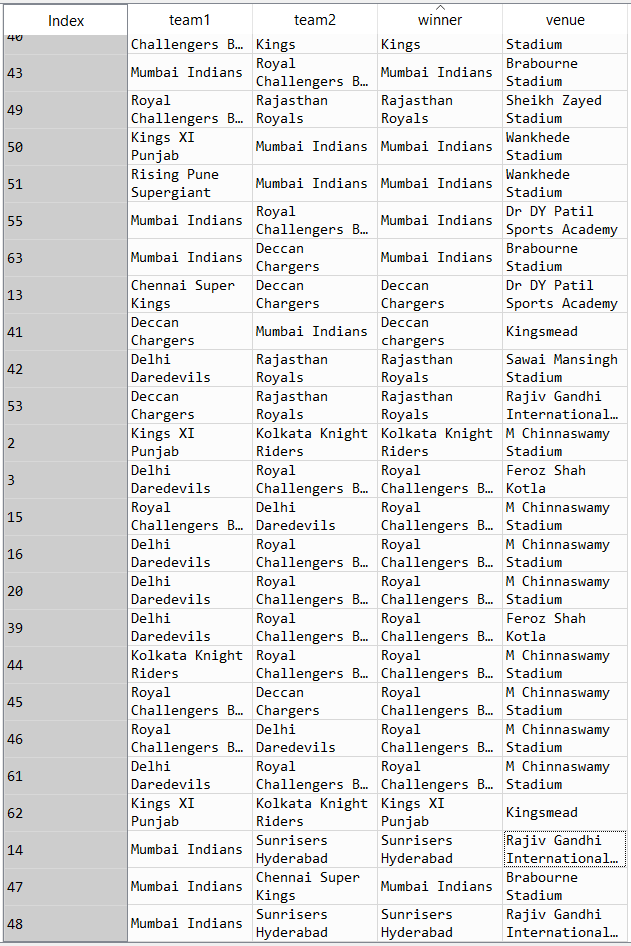 Index team1 team2 winner venue
40 Challengers B… Kings Kings Stadium
43 Mumbai Indians Royal Challengers B… Mumbai Indians Brabourne Stadium
49 Royal Challengers B… Rajasthan Royals Rajasthan Royals Sheikh Zayed Stadium
50 Kings XI Punjab Mumbai Indians Mumbai Indians Wankhede Stadium
51 Rising Pune Supergiant Mumbai Indians Mumbai Indians Wankhede Stadium
55 Mumbai Indians Royal Challengers B… Mumbai Indians Dr DY Patil Sports Academy
63 Mumbai Indians Deccan Chargers Mumbai Indians Brabourne Stadium
13 Chennai Super Kings Deccan Chargers Deccan Chargers Dr DY Patil Sports Academy
41 Deccan Chargers Mumbai Indians Deccan chargers Kingsmead
42 Delhi Daredevils Rajasthan Royals Rajasthan Royals Sawai Mansingh Stadium
53 Deccan Chargers Rajasthan Royals Rajasthan Royals Rajiv Gandhi International…
2 Kings XI Punjab Kolkata Knight Riders Kolkata Knight Riders M Chinnaswamy Stadium
3 Delhi Daredevils Royal Challengers B… Royal Challengers B… Feroz Shah Kotla
15 Royal Challengers B… Delhi Daredevils Royal Challengers B… M Chinnaswamy Stadium
16 Delhi Daredevils Royal Challengers B… Royal Challengers B… M Chinnaswamy Stadium
20 Delhi Daredevils Royal Challengers B… Royal Challengers B… M Chinnaswamy Stadium
39 Delhi Daredevils Royal Challengers B… Royal Challengers B… Feroz Shah Kotla
44 Kolkata Knight Riders Royal Challengers B… Royal Challengers B… M Chinnaswamy Stadium
45 Royal Challengers B… Deccan Chargers Royal Challengers B… M Chinnaswamy Stadium
46 Royal Challengers B… Delhi Daredevils Royal Challengers B… M Chinnaswamy Stadium
61 Delhi Daredevils Royal Challengers B… Royal Challengers B… M Chinnaswamy Stadium
62 Kings XI Punjab Kolkata Knight Riders Kings XI Punjab Kingsmead
14 Mumbai Indians Sunrisers Hyderabad Sunrisers Hyderabad Rajiv Gandhi International…
47 Mumbai Indians Chennai Super Kings Mumbai Indians Brabourne Stadium
48 Mumbai Indians Sunrisers Hyderabad Sunrisers Hyderabad Rajiv Gandhi International…